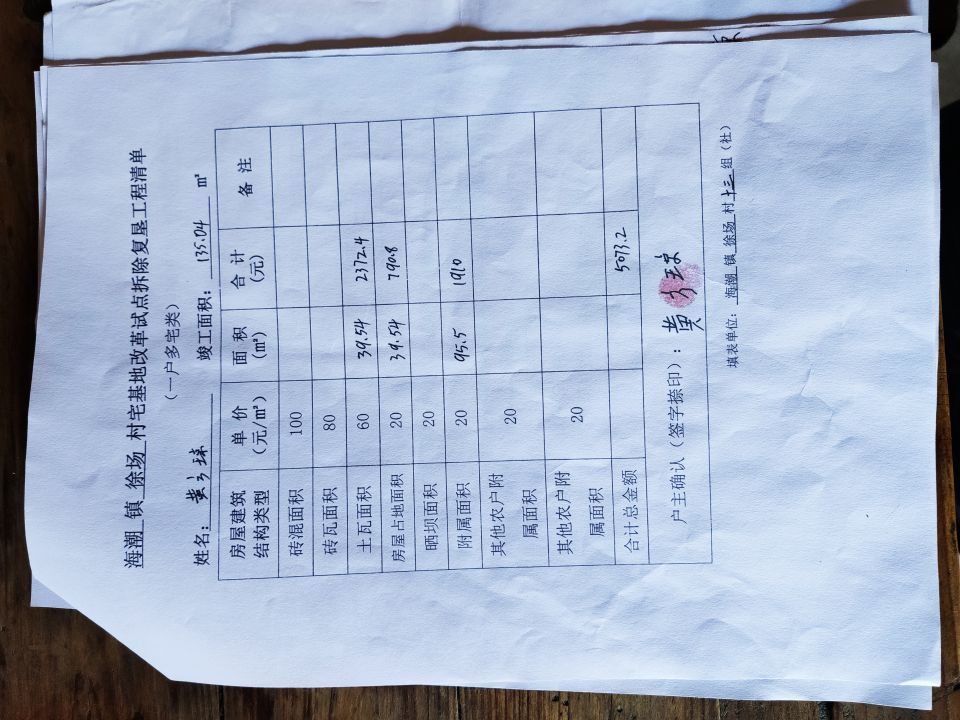 海潮 镇 徐场 村宅基地改革试点拆除复垦工程清单
（一户多宅类）
姓名： 黄 竣工面积： 135.04 ㎡
房屋建筑结构类型 单 价（元/㎡） 面 积（㎡） 合 计（元） 备 注
砖混面积 100
砖瓦面积 80
土瓦面积 60 39.54 2372.4
房屋占地面积 20 39.54 790.8
晒坝面积 20
附属面积 20 95.5 1910
其他农户附属面积 20
其他农户附属面积 20
合计总金额 5073.2
户主确认（签字捺印）： 黄
填表单位： 海潮 镇 徐场 村 十三 组（社）